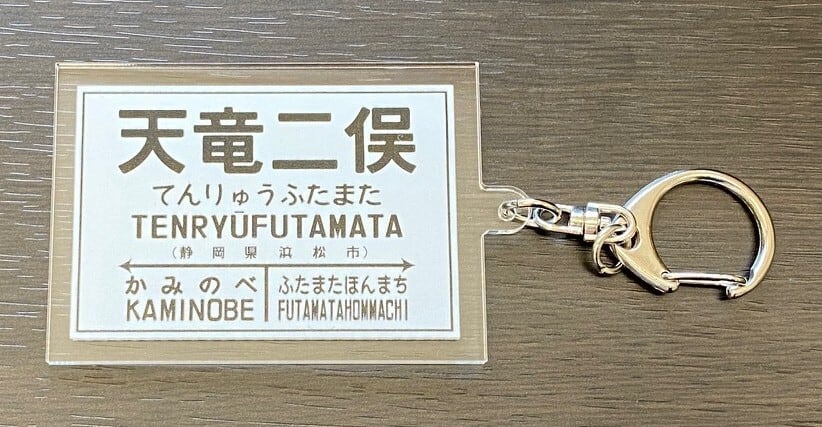 天竜二俣
てんりゅうふたまた
TENRYŪFUTAMATA
(静岡県浜松市)
かみのべ ふたまたほんまち
KAMINOBE FUTAMATAHOMMACHI